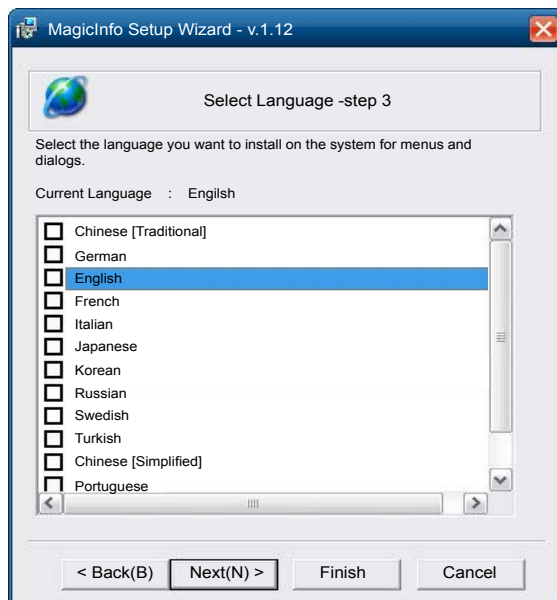 MagicInfo Setup Wizard - v.1.12
Select Language -step 3
Select the language you want to install on the system for menus and
dialogs.
Current Language : Engilsh
Chinese [Traditional]
German
English
French
Italian
Japanese
Korean
Russian
Swedish
Turkish
Chinese [Simplified]
Portuguese
< Back(B) Next(N) > Finish Cancel